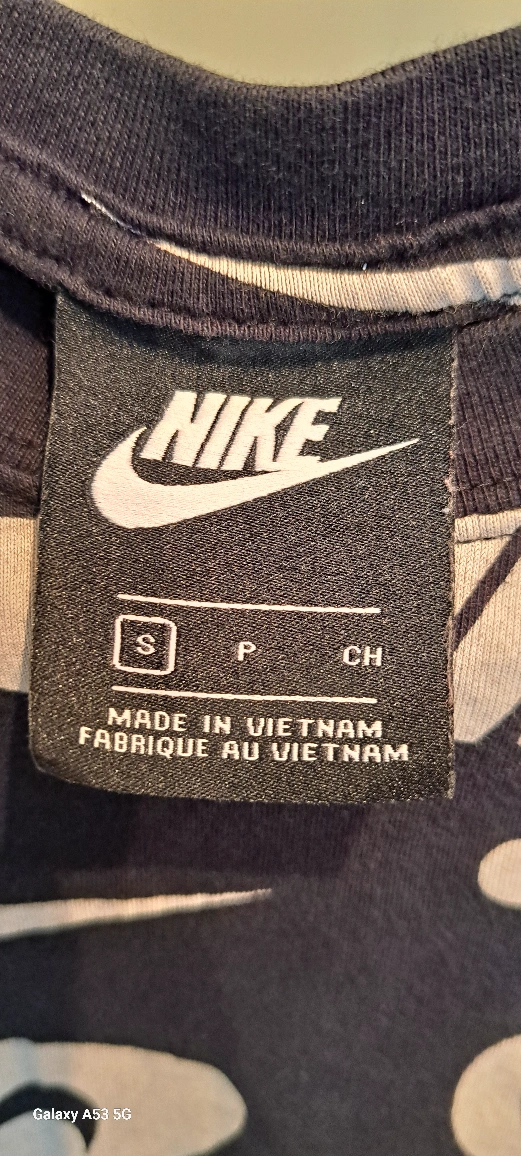 NIKE
S P CH
MADE IN VIETNAM
FABRIQUE AU VIETNAM
Galaxy A53 5G